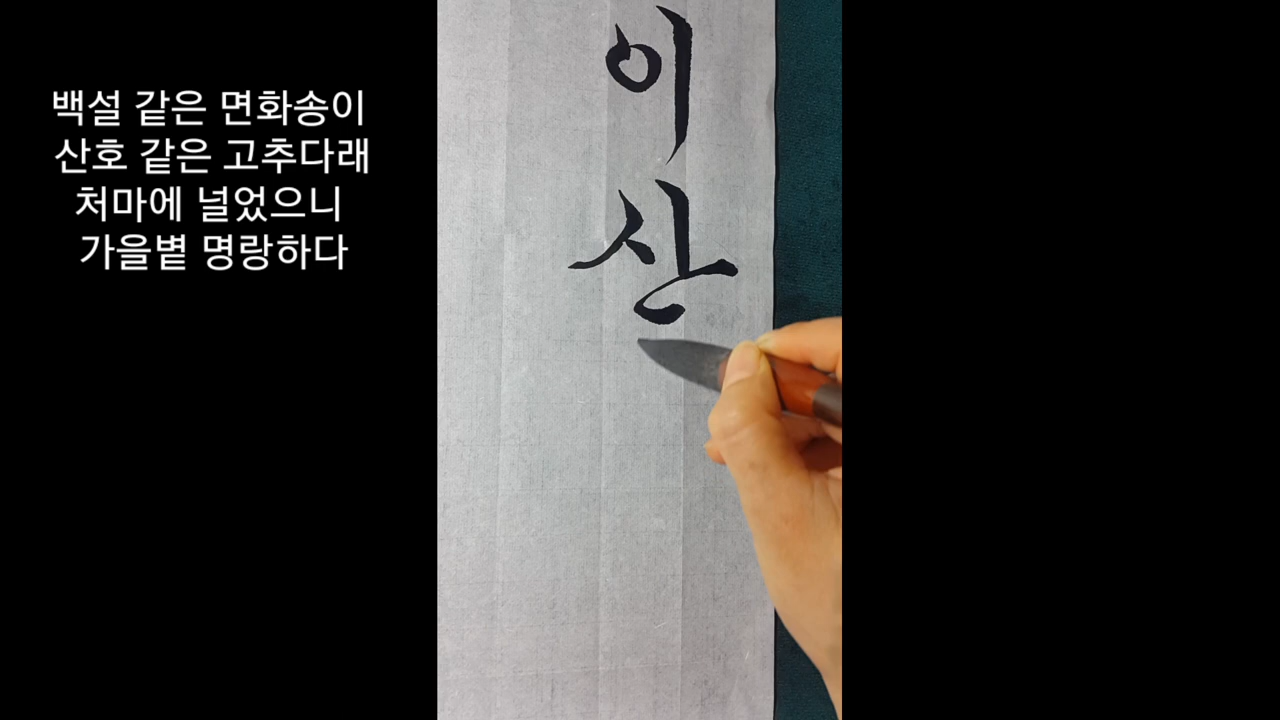 백설 같은 면화송이
산호 같은 고추다래
처마에 널었으니
가을볕 명랑하다
이
산